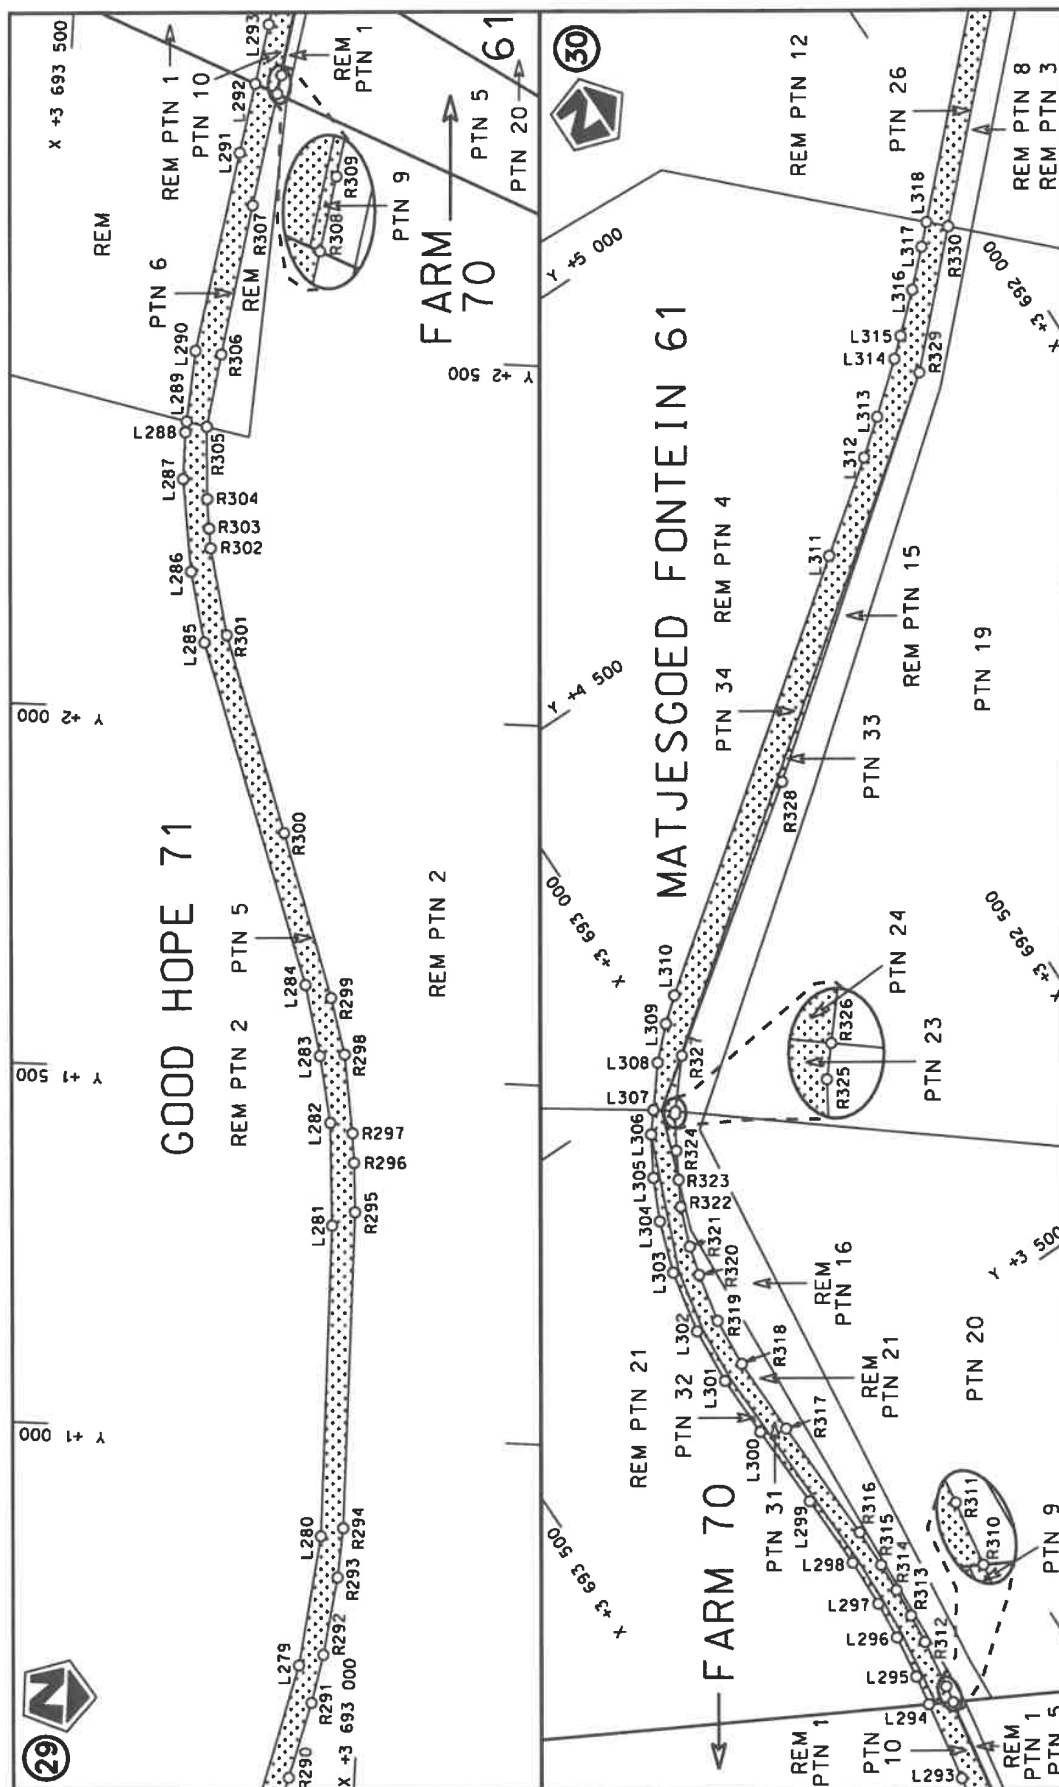 29
N
R290
X +3 693 000
R291
L279
R292
R293
R294
L280
Y +1 000
L281
R295
R296
R297
L282
Y +1 500
L283
R298
R299
L284
GOOD HOPE 71
REM PTN 2
PTN 5
REM PTN 2
R300
Y +2 000
L285
R301
L286
R302
R303
R304
L287
L288
L289
R305
L290
R306
PTN 6
REM
REM
R307
L291
L292
L293
REM PTN 1
PTN 10
X +3 693 500
REM
PTN 1
R308
R309
PTN 9
FARM
70
Y +2 500
PTN 5
PTN 20
61
30
N
L293
REM
PTN 1
PTN
10
REM
PTN 1
PTN 5
L294
L295
L296
L297
L298
L299
L300
L301
L302
L303
L304
L305
L306
L307
L308
L309
L310
FARM 70
PTN 31
PTN 32
REM PTN 21
X +3 693 500
R310
R311
PTN 9
R312
R313
R314
R315
R316
R317
R318
R319
R320
R321
R322
R323
R324
R327
REM
PTN 21
REM
PTN 16
PTN 20
Y +3 500
R325
R326
PTN 23
PTN 24
X +3 692 500
X +3 693 000
MATJESGOED FONTEIN 61
PTN 34
REM PTN 4
Y +4 500
R328
PTN 33
REM PTN 15
PTN 19
L311
L312
L313
L314
L315
L316
L317
L318
R329
R330
Y +5 000
X +3 692 000
REM PTN 12
PTN 26
REM PTN 8
REM PTN 3